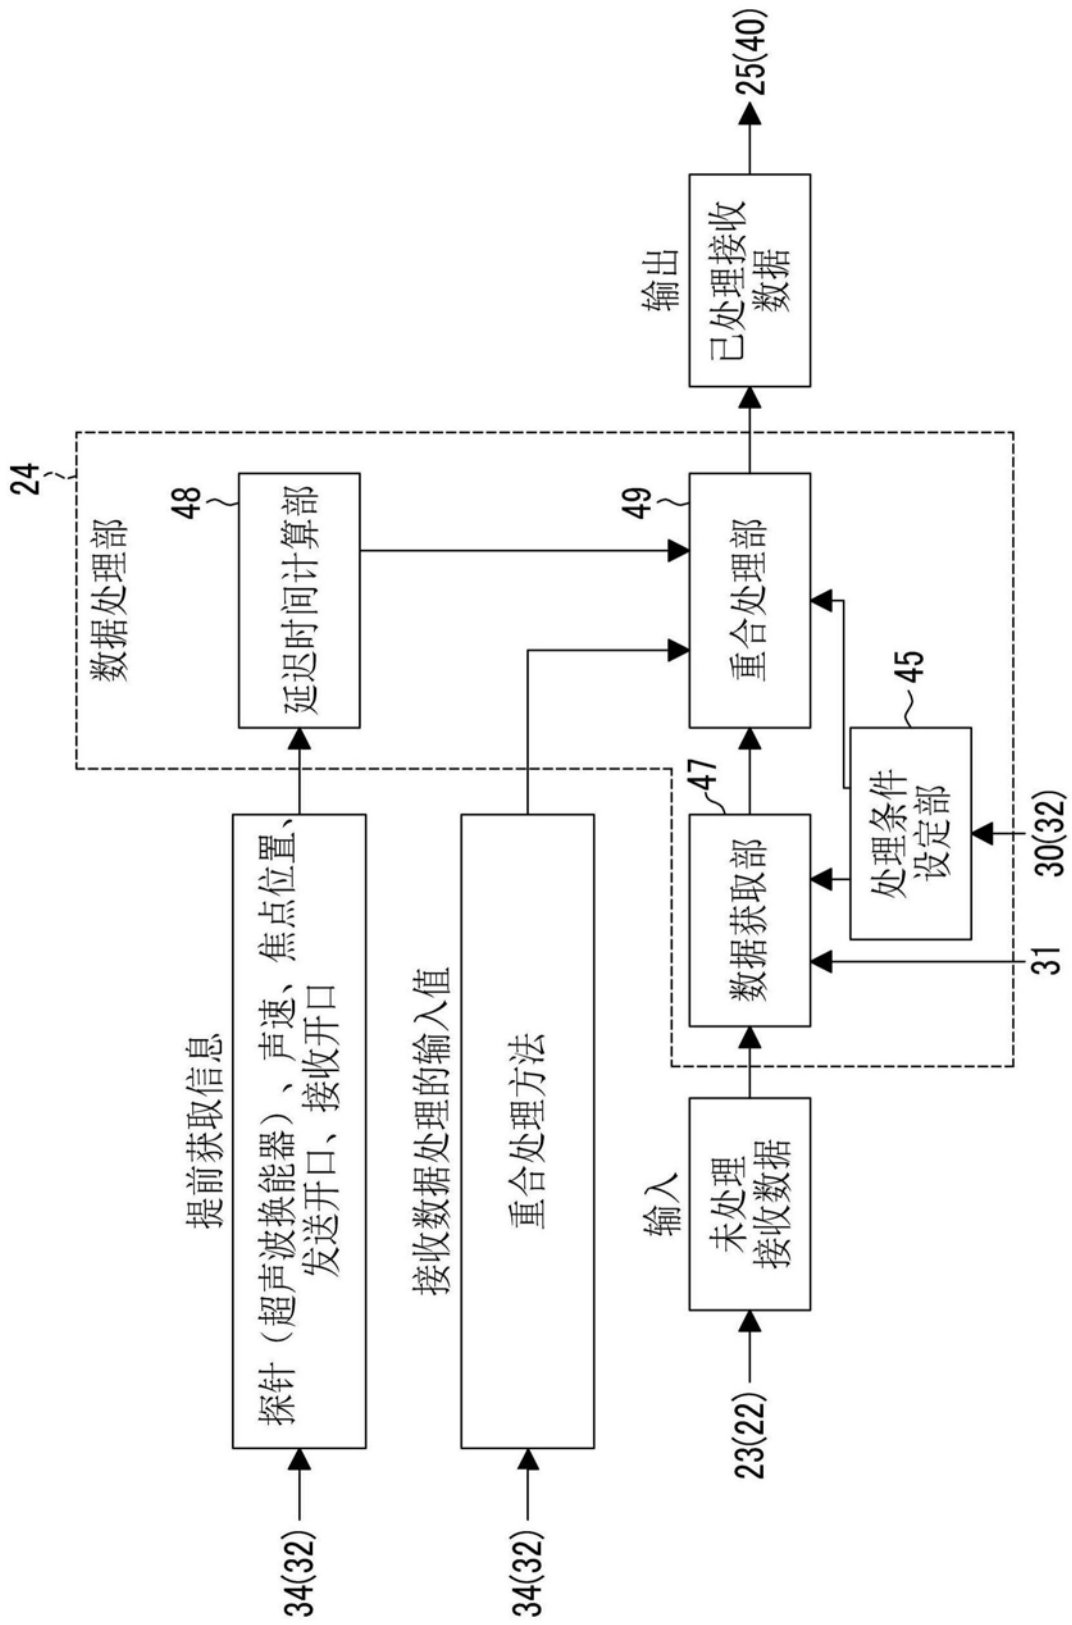 提前获取信息
34(32)
探针（超声波换能器）、声速、焦点位置、
发送开口、接收开口
数据处理部
24
延迟时间计算部
48
接收数据处理的输入值
34(32)
重合处理方法
输入
23(22)
未处理
接收数据
数据获取部
47
重合处理部
49
输出
已处理接收
数据
25(40)
处理条件
设定部
45
31
30(32)